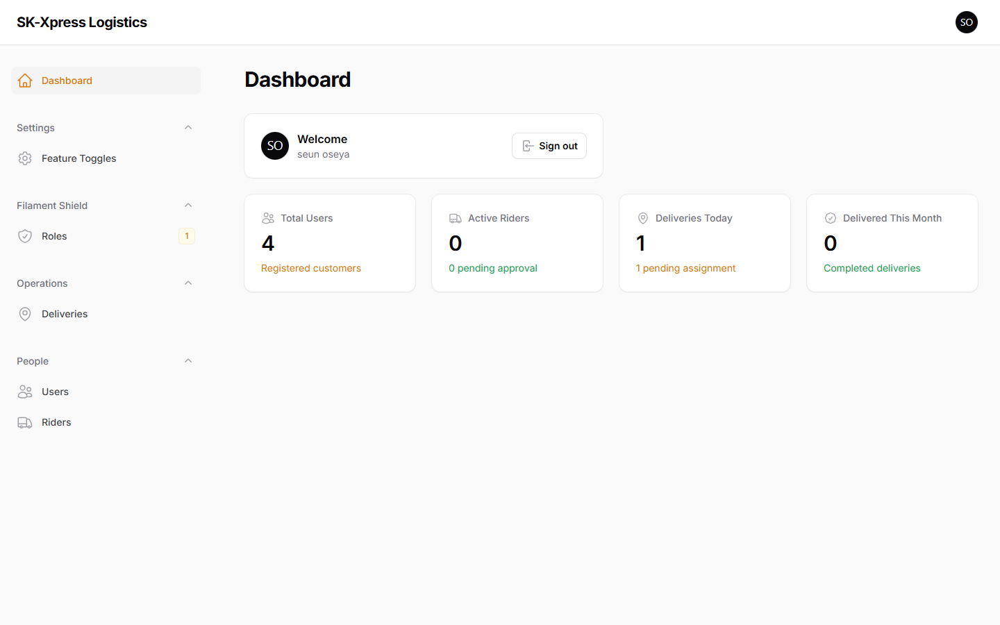 SK-Xpress Logistics
SO
Dashboard
Settings
Feature Toggles
Filament Shield
Roles
1
Operations
Deliveries
People
Users
Riders
Dashboard
SO
Welcome
seun oseya
Sign out
Total Users
4
Registered customers
Active Riders
0
0 pending approval
Deliveries Today
1
1 pending assignment
Delivered This Month
0
Completed deliveries